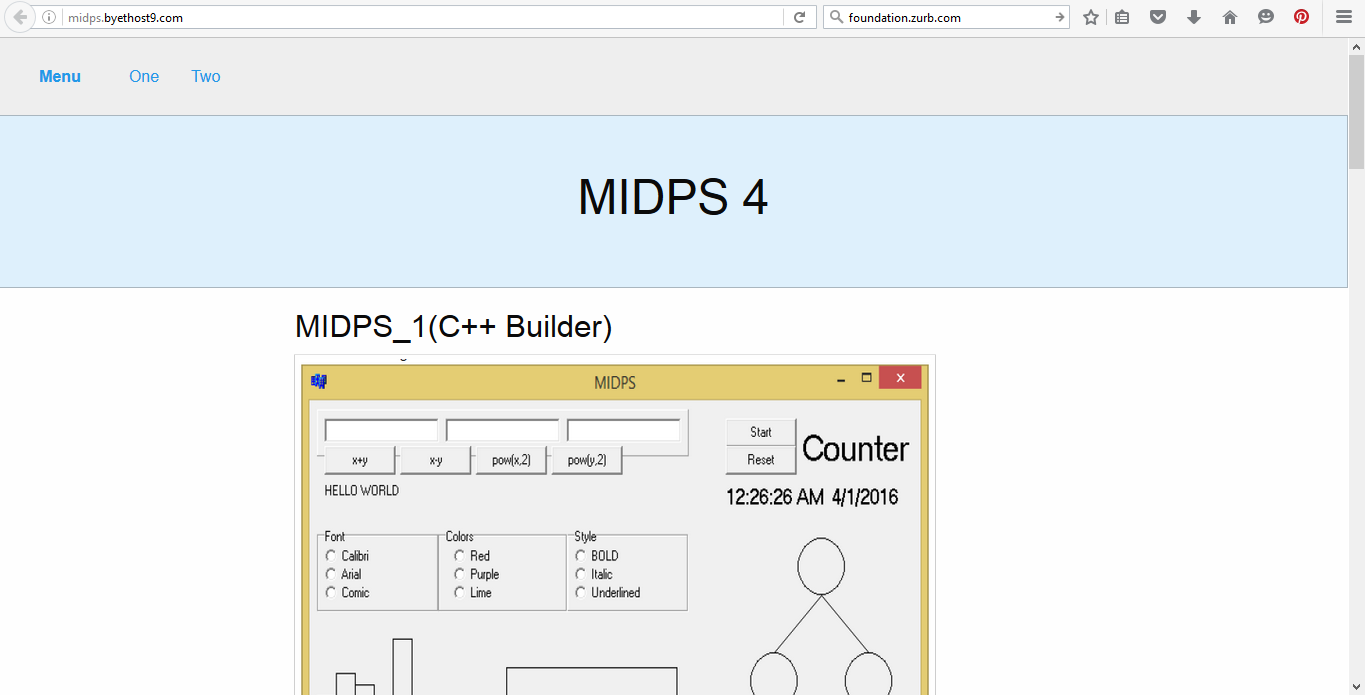 midps.byethost9.com
foundation.zurb.com
Menu One Two
MIDPS 4
MIDPS_1(C++ Builder)
MIDPS
Start
Counter
x+y x-y pow(x,2) pow(y,2)
Reset
HELLO WORLD
12:26:26 AM 4/1/2016
Font Colors Style
Calibri Red BOLD
Arial Purple Italic
Comic Lime Underlined